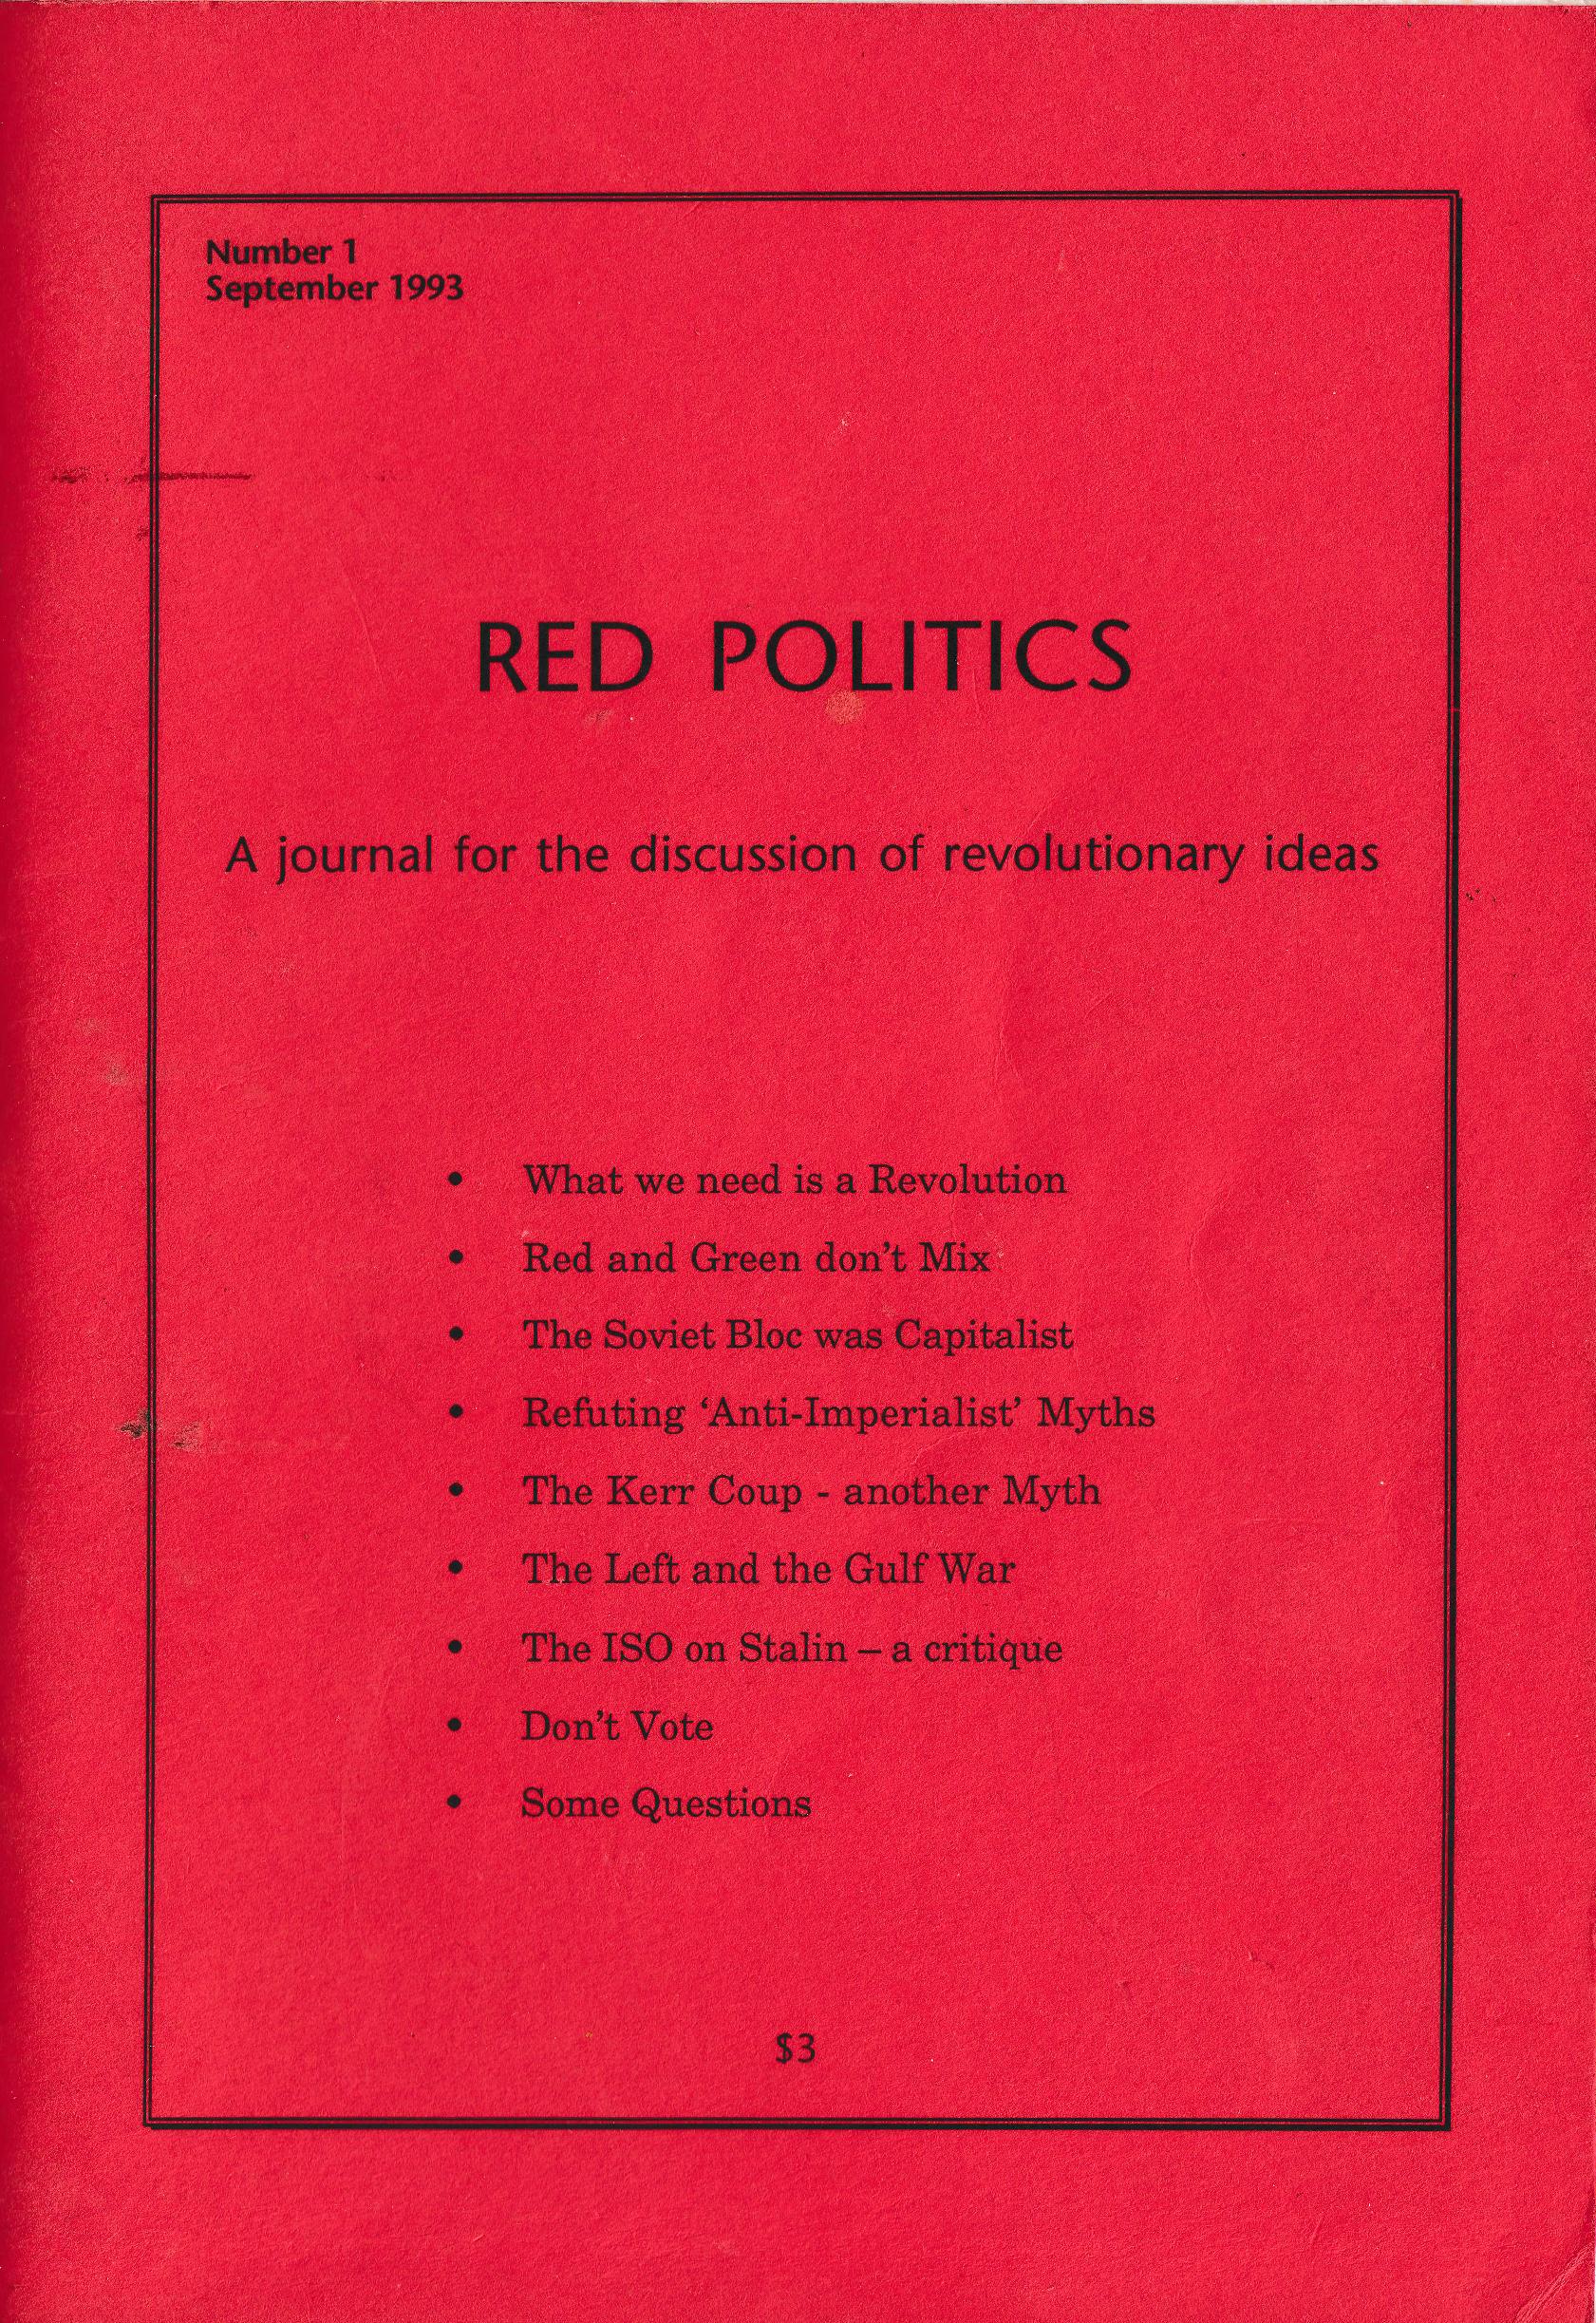 Number 1
September 1993
RED POLITICS
A journal for the discussion of revolutionary ideas
• What we need is a Revolution
• Red and Green don’t Mix
• The Soviet Bloc was Capitalist
• Refuting ‘Anti-Imperialist’ Myths
• The Kerr Coup - another Myth
• The Left and the Gulf War
• The ISO on Stalin – a critique
• Don’t Vote
• Some Questions
$3